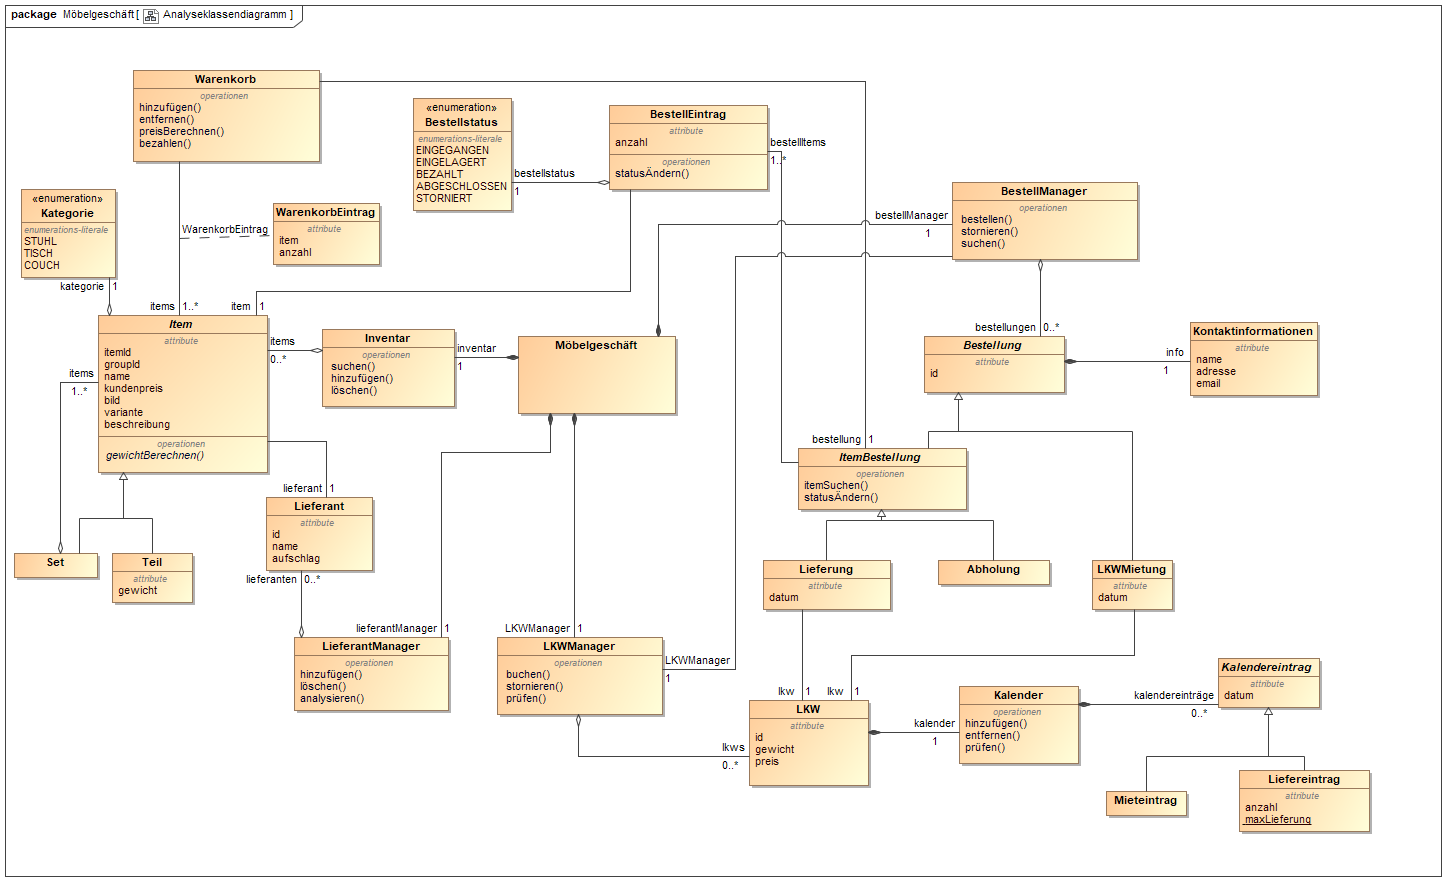 package Möbelgeschäft [ Analyseklassendiagramm ]
Warenkorb
operationen
hinzufügen()
entfernen()
preisBerechnen()
bezahlen()
«enumeration»
Bestellstatus
enumerations-literale
EINGEGANGEN
EINGELAGERT
BEZAHLT
ABGESCHLOSSEN
STORNIERT
bestellstatus
1
BestellEintrag
attribute
anzahl
operationen
statusÄndern()
bestellItems
1..*
BestellManager
operationen
bestellen()
stornieren()
suchen()
bestellManager
1
«enumeration»
Kategorie
enumerations-literale
STUHL
TISCH
COUCH
kategorie
1
WarenkorbEintrag
WarenkorbEintrag
attribute
item
anzahl
items
1..*
item
1
Item
attribute
itemId
groupId
name
kundenpreis
bild
variante
beschreibung
operationen
gewichtBerechnen()
items
1..*
items
0..*
Inventar
operationen
suchen()
hinzufügen()
löschen()
inventar
1
Möbelgeschäft
bestellungen
0..*
Bestellung
attribute
id
info
1
Kontaktinformationen
attribute
name
adresse
email
bestellung
1
ItemBestellung
operationen
itemSuchen()
statusÄndern()
lieferant
1
Lieferant
attribute
id
name
aufschlag
lieferanten
0..*
Set
Teil
attribute
gewicht
Lieferung
attribute
datum
Abholung
LKWMietung
attribute
datum
lieferantManager
1
LieferantManager
operationen
hinzufügen()
löschen()
analysieren()
LKWManager
1
LKWManager
operationen
buchen()
stornieren()
prüfen()
LKWManager
1
lkw
1
lkw
1
LKW
attribute
id
gewicht
preis
lkws
0..*
kalender
1
Kalender
operationen
hinzufügen()
entfernen()
prüfen()
kalendereinträge
0..*
Kalendereintrag
attribute
datum
Mieteintrag
Liefereintrag
attribute
anzahl
maxLieferung